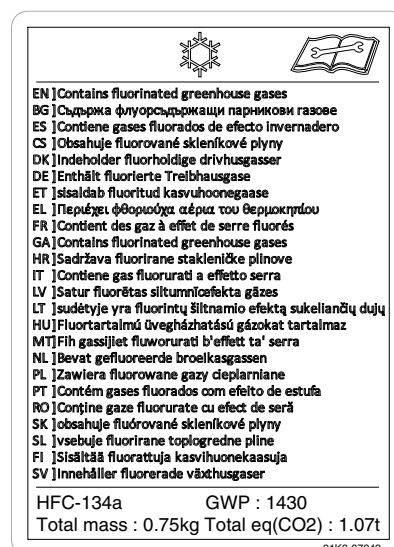 EN ]Contains fluorinated greenhouse gases
BG ]Съдържа флуорсъдържащи парникови газове
ES ]Contiene gases fluorados de efecto invernadero
CS ]Obsahuje fluorované skleníkové plyny
DK ]Indeholder fluorholdige drivhusgasser
DE ]Enthält fluorierte Treibhausgase
ET ]sisaldab fluoritud kasvuhoonegaase
EL ]Περιέχει φθοριούχα αέρια του θερμοκηπίου
FR ]Contient des gaz à effet de serre fluorés
GA]Contains fluorinated greenhouse gases
HR]Sadržava fluorirane stakleničke plinove
IT ]Contiene gas fluorurati a effetto serra
LV ]Satur fluorētas siltumnīcefekta gāzes
LT ]sudėtyje yra fluorintų šiltnamio efektą sukeliančių dujų
HU]Fluortartalmú üvegházhatású gázokat tartalmaz
MT]Fih gassijiet fluworurati b'effett ta' serra
NL ]Bevat gefluoreerde broeikasgassen
PL ]Zawiera fluorowane gazy cieplarniane
PT ]Contém gases fluorados com efeito de estufa
RO]Conține gaze fluorurate cu efect de seră
SK ]obsahuje fluórované skleníkové plyny
SL ]vsebuje fluorirane toplogredne pline
FI ]Sisältää fluorattuja kasvihuonekaasuja
SV ]Innehåller fluorerade växthusgaser
HFC-134a GWP : 1430
Total mass : 0.75kg Total eq(CO2) : 1.07t